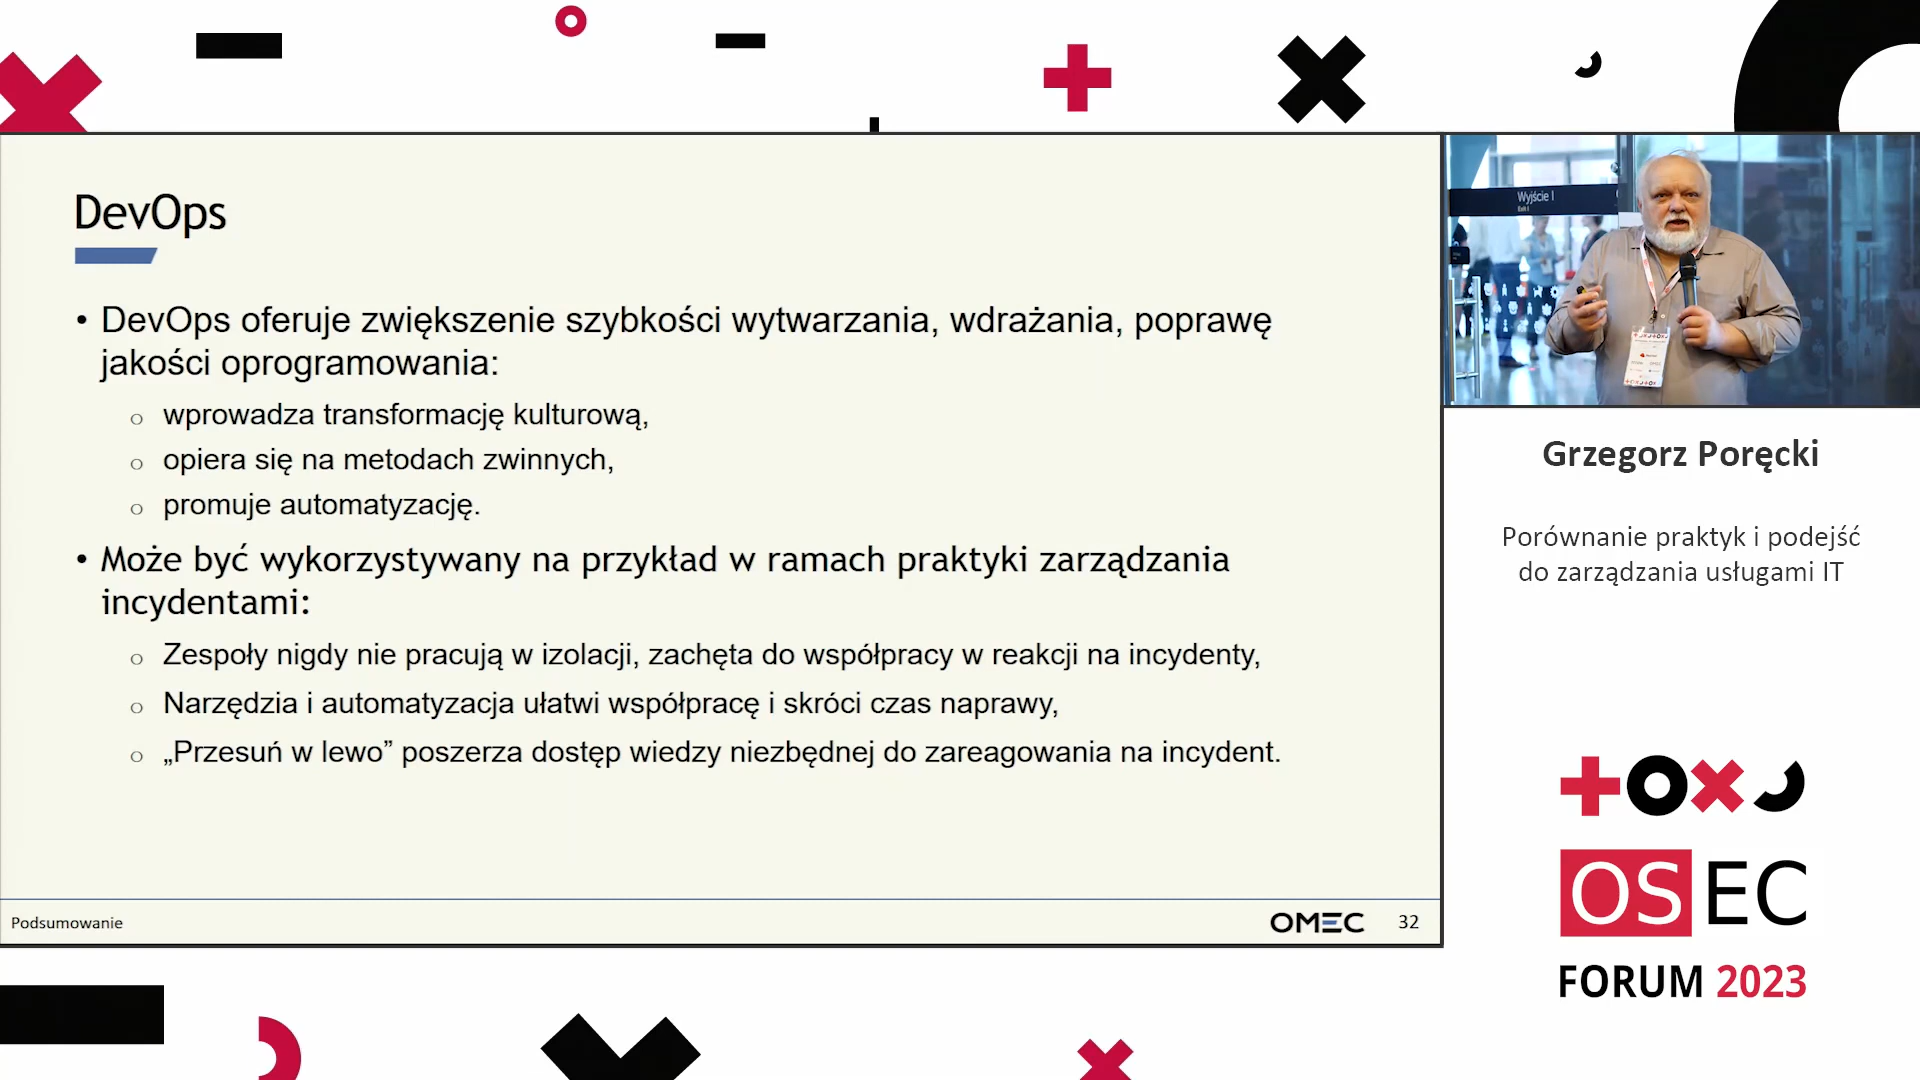 DevOps
• DevOps oferuje zwiększenie szybkości wytwarzania, wdrażania, poprawę
jakości oprogramowania:
o wprowadza transformację kulturową,
o opiera się na metodach zwinnych,
o promuje automatyzację.
• Może być wykorzystywany na przykład w ramach praktyki zarządzania
incydentami:
o Zespoły nigdy nie pracują w izolacji, zachęta do współpracy w reakcji na incydenty,
o Narzędzia i automatyzacja ułatwi współpracę i skróci czas naprawy,
o „Przesuń w lewo” poszerza dostęp wiedzy niezbędnej do zareagowania na incydent.
Podsumowanie
OMEC
32
Wyjście I
Exit I
Grzegorz Poręcki
Porównanie praktyk i podejść
do zarządzania usługami IT
OSEC
FORUM 2023